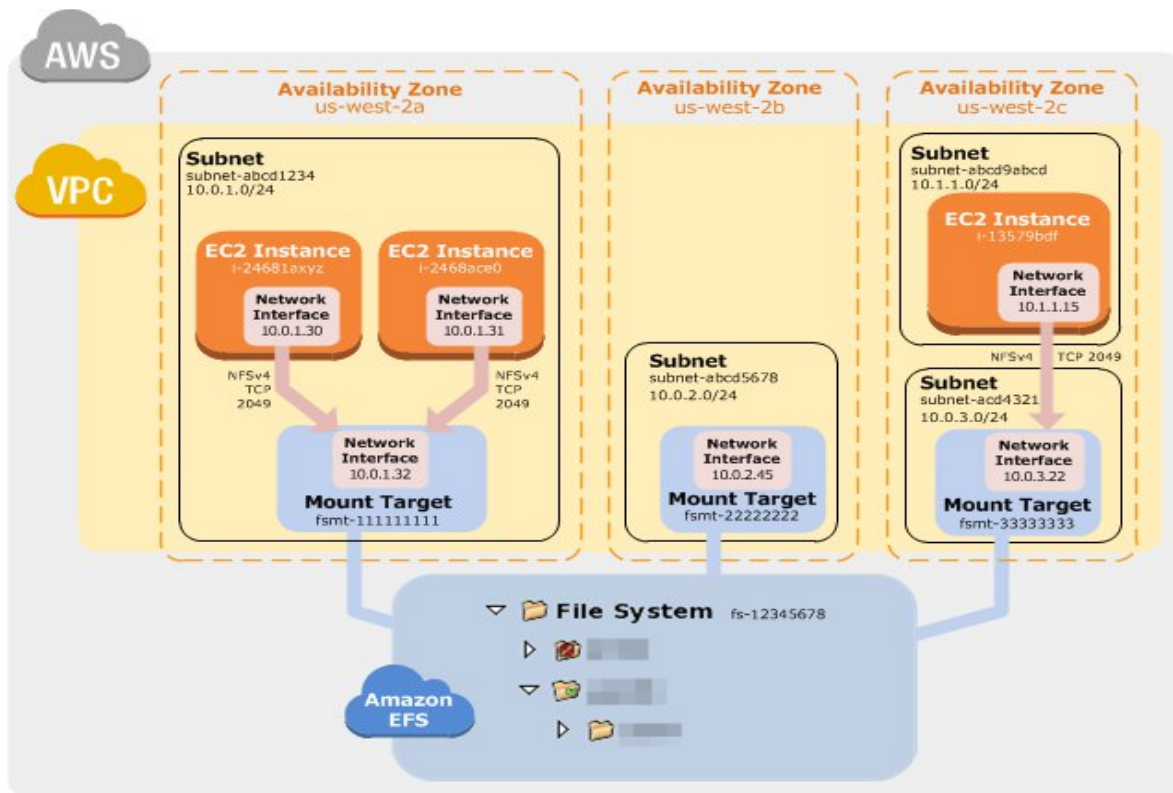 AWS
Availability Zone
us-west-2a
Availability Zone
us-west-2b
Availability Zone
us-west-2c
VPC
Subnet
subnet-abcd1234
10.0.1.0/24
EC2 Instance
i-24681axyz
Network
Interface
10.0.1.30
EC2 Instance
i-2468ace0
Network
Interface
10.0.1.31
NFSv4
TCP
2049
NFSv4
TCP
2049
Network
Interface
10.0.1.32
Mount Target
fsmt-111111111
Subnet
subnet-abcd5678
10.0.2.0/24
Network
Interface
10.0.2.45
Mount Target
fsmt-22222222
Subnet
subnet-abcd9abcd
10.1.1.0/24
EC2 Instance
i-13579bdf
Network
Interface
10.1.1.15
NFSv4 TCP 2049
Subnet
subnet-acd4321
10.0.3.0/24
Network
Interface
10.0.3.22
Mount Target
fsmt-33333333
File System fs-12345678
Amazon
EFS